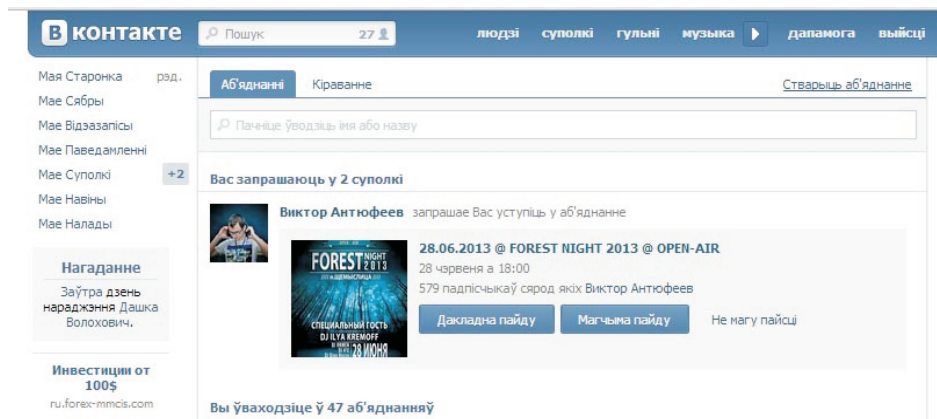 В контакте
Пошук 27
людзі суполкі гульні музыка дапамога выйсці
Мая Старонка рэд.
Мае Сябры
Мае Відэазапісы
Мае Паведамленні
Мае Суполкі +2
Мае Навіны
Мае Налады
Нагаданне
Заўтра дзень
нараджэння Дашка
Волохович.
Инвестиции от
100$
ru.forex-mmcis.com
Аб'яднанні Кіраванне Стварыць аб'яднанне
Пачніце ўводзіць імя або назву
Вас запрашаюць у 2 суполкі
Виктор Антюфеев запрашае Вас уступіць у аб'яднанне
FOREST NIGHT
2013
СПЕЦИАЛЬНЫЙ ГОСТЬ
DJ ILYA KREMOFF
28 ИЮНЯ
28.06.2013 @ FOREST NIGHT 2013 @ OPEN-AIR
28 чэрвеня а 18:00
579 падпісчыкаў сярод якіх Виктор Антюфеев
Дакладна пайду Магчыма пайду Не магу пайсці
Вы ўваходзіце ў 47 аб'яднанняў